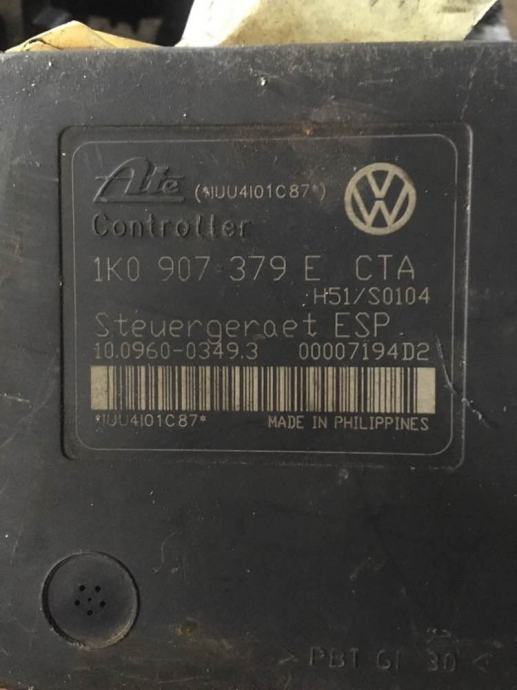 Ate (*IUU4I01C87*)
VW
Controller
1K0 907 379 E CTA
H51/S0104
Steuergeraet ESP
10.0960-0349.3 00007194D2
*IUU4I01C87* MADE IN PHILIPPINES
>PBT GF 30<